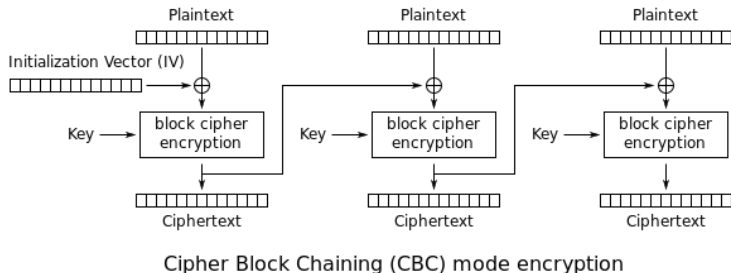 Plaintext
Plaintext
Plaintext
Initialization Vector (IV)
Key
block cipher
encryption
Key
block cipher
encryption
Key
block cipher
encryption
Ciphertext
Ciphertext
Ciphertext
Cipher Block Chaining (CBC) mode encryption